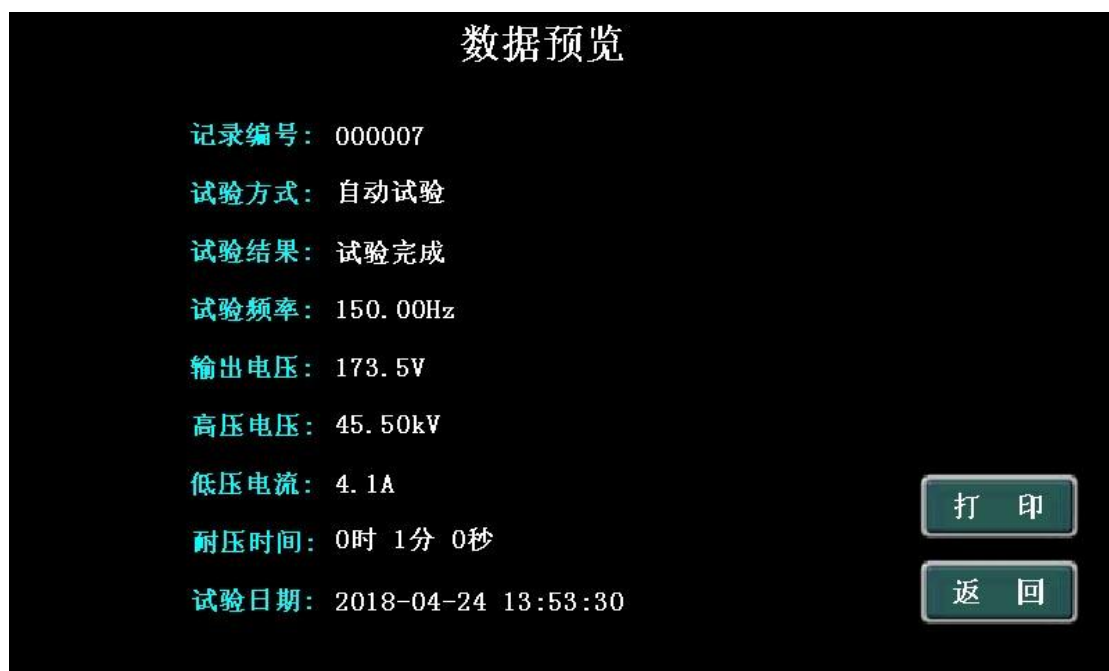 数据预览
记录编号: 000007
试验方式: 自动试验
试验结果: 试验完成
试验频率: 150.00Hz
输出电压: 173.5V
高压电压: 45.50kV
低压电流: 4.1A
耐压时间: 0时 1分 0秒
试验日期: 2018-04-24 13:53:30
打 印
返 回